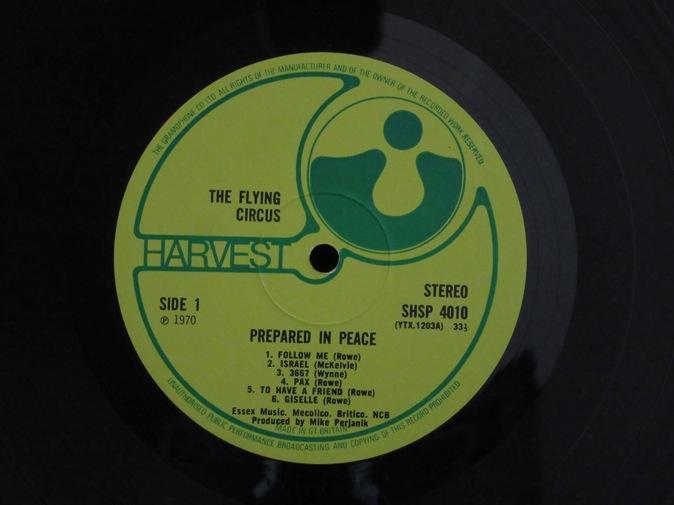 THE GRAMOPHONE CO LTD. ALL RIGHTS OF THE MANUFACTURER AND OF THE OWNER OF THE RECORDED WORK RESERVED.
THE FLYING
CIRCUS
HARVEST
STEREO
SIDE 1
SHSP 4010
℗ 1970
(YTX.1203A) 33⅓
PREPARED IN PEACE
1. FOLLOW ME (Rowe)
2. ISRAEL (McKelvie)
3. 3667 (Wynne)
4. PAX (Rowe)
5. TO HAVE A FRIEND (Rowe)
6. GISELLE (Rowe)
Essex Music. Mecolico. Britico. NCB
Produced by Mike Perjanik
MADE IN GT BRITAIN
UNAUTHORISED PUBLIC PERFORMANCE BROADCASTING AND COPYING OF THIS RECORD PROHIBITED.